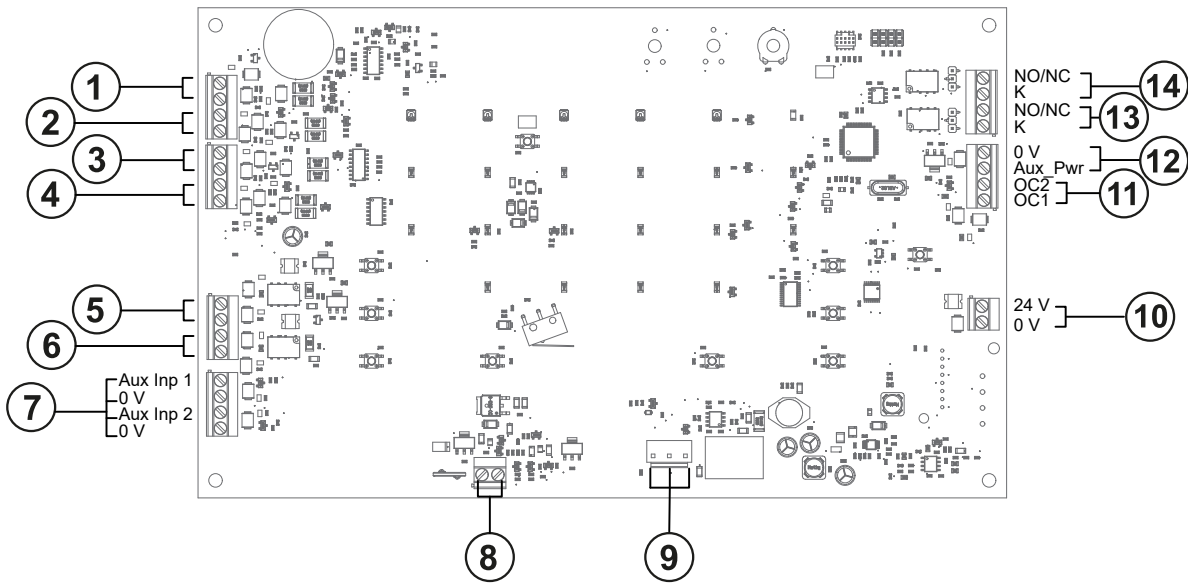 1
2
3
4
5
6
7
Aux Inp 1
0 V
Aux Inp 2
0 V
8
9
NO/NC
K
14
NO/NC
K
13
0 V
Aux_Pwr
12
OC2
OC1
11
24 V
0 V
10